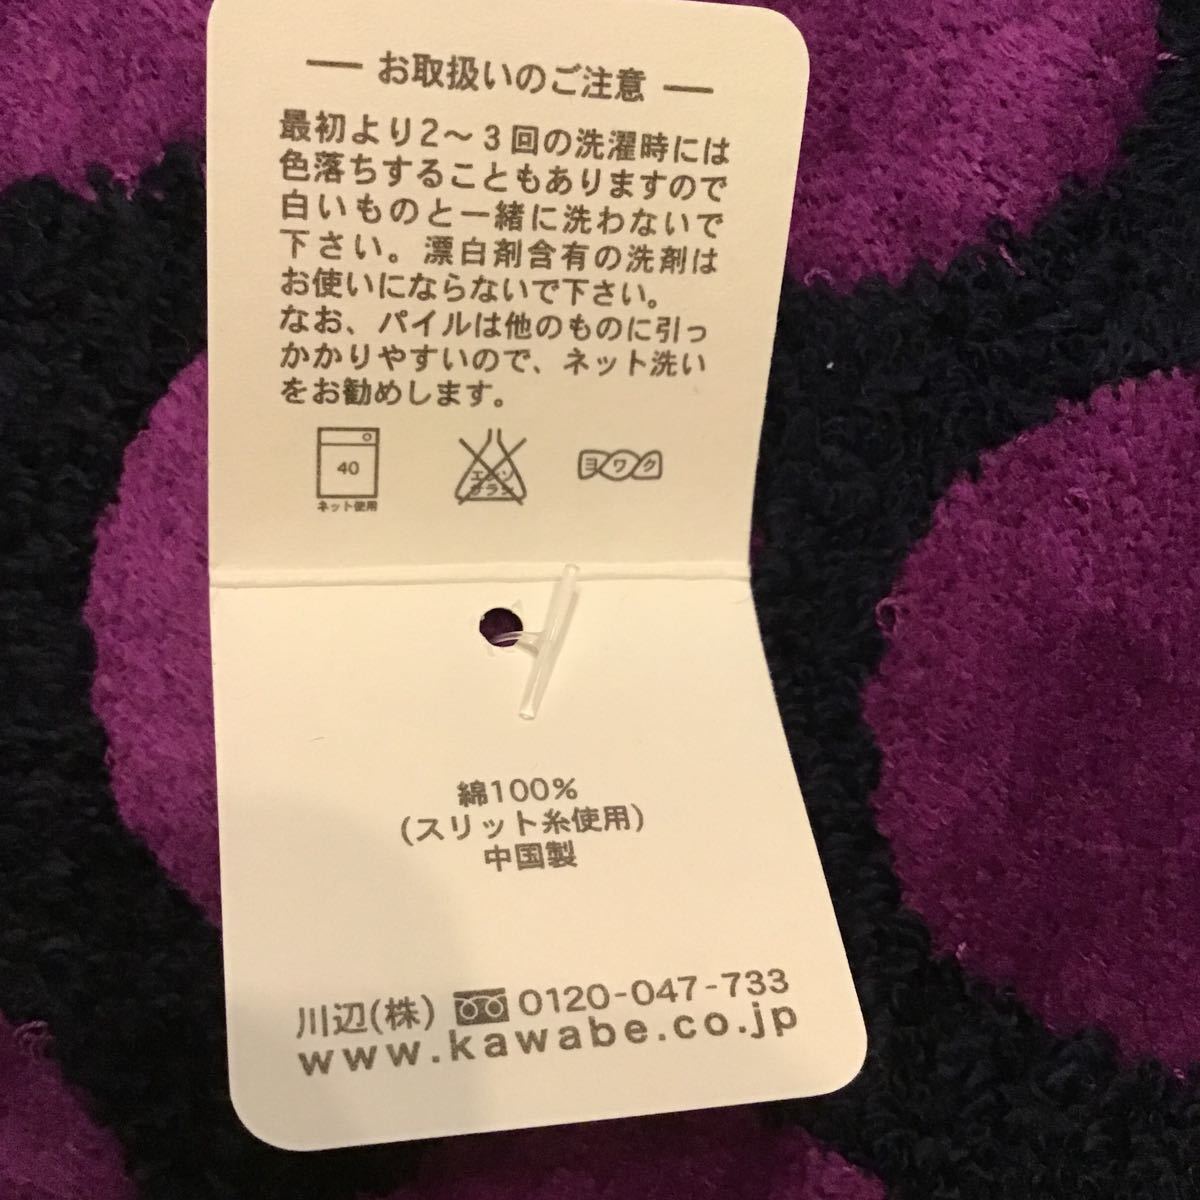 — お取扱いのご注意 —
最初より2〜3回の洗濯時には
色落ちすることもありますので
白いものと一緒に洗わないで
下さい。漂白剤含有の洗剤は
お使いにならないで下さい。
なお、パイルは他のものに引っ
かかりやすいので、ネット洗い
をお勧めします。
40
ネット使用
エンソ
サラシ
ヨワク
綿100%
(スリット糸使用)
中国製
川辺(株) 0120-047-733
www.kawabe.co.jp